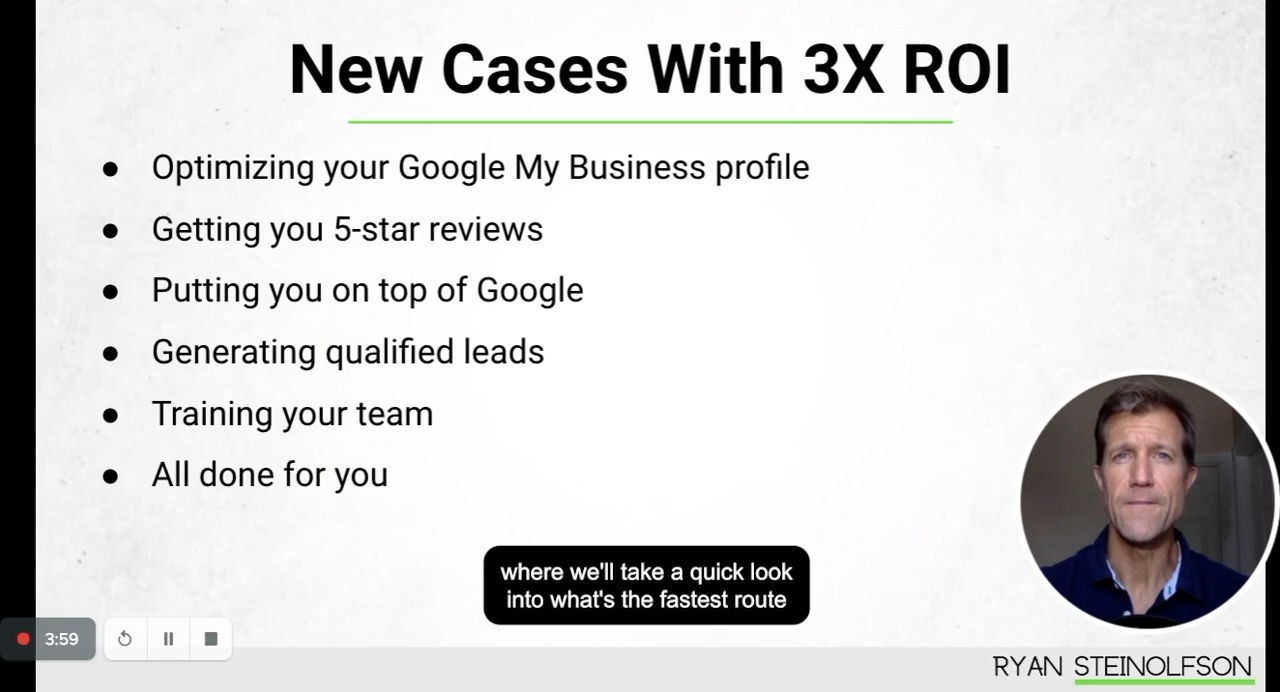 New Cases With 3X ROI
● Optimizing your Google My Business profile
● Getting you 5-star reviews
● Putting you on top of Google
● Generating qualified leads
● Training your team
● All done for you
where we'll take a quick look
into what's the fastest route
3:59
RYAN STEINOLFSON